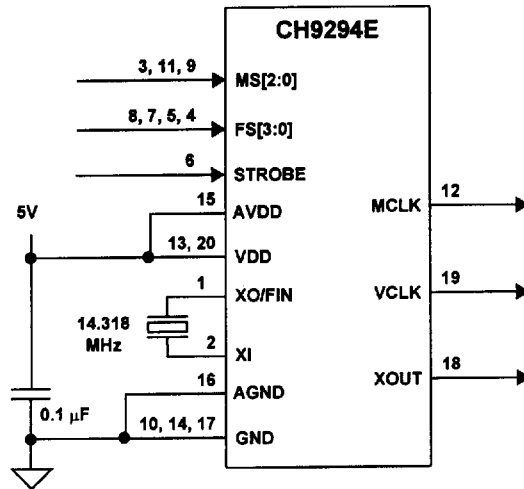 CH9294E
3, 11, 9
MS[2:0]
8, 7, 5, 4
FS[3:0]
6
STROBE
15
AVDD
MCLK
12
5V
13, 20
VDD
1
XO/FIN
VCLK
19
14.318
MHz
2
XI
16
AGND
XOUT
18
0.1 μF
10, 14, 17
GND